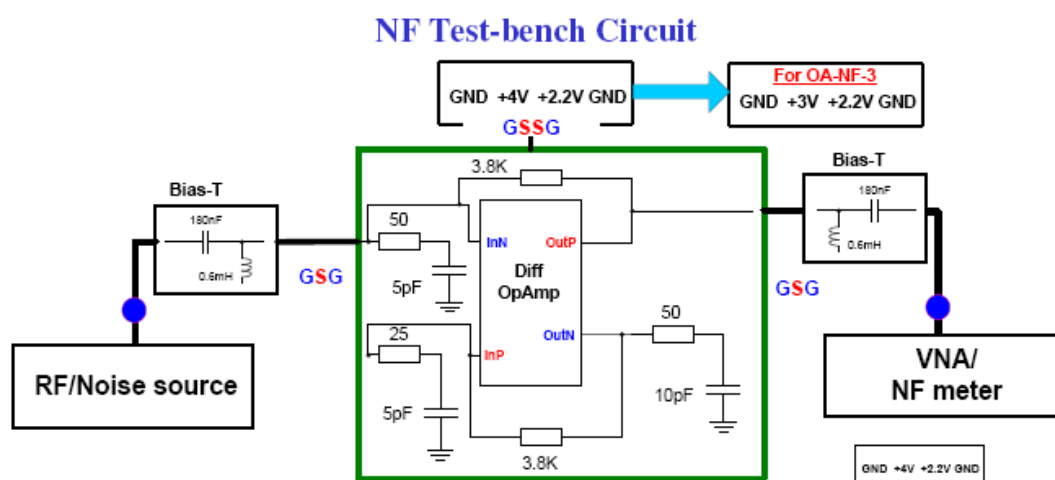 NF Test-bench Circuit
GND +4V +2.2V GND
GSSG
For OA-NF-3
GND +3V +2.2V GND
Bias-T
180nF
0.6mH
GSG
3.8K
50
5pF
InN
OutP
Diff
OpAmp
OutN
InP
25
5pF
3.8K
50
10pF
Bias-T
180nF
0.6mH
GSG
RF/Noise source
VNA/
NF meter
GND +4V +2.2V GND